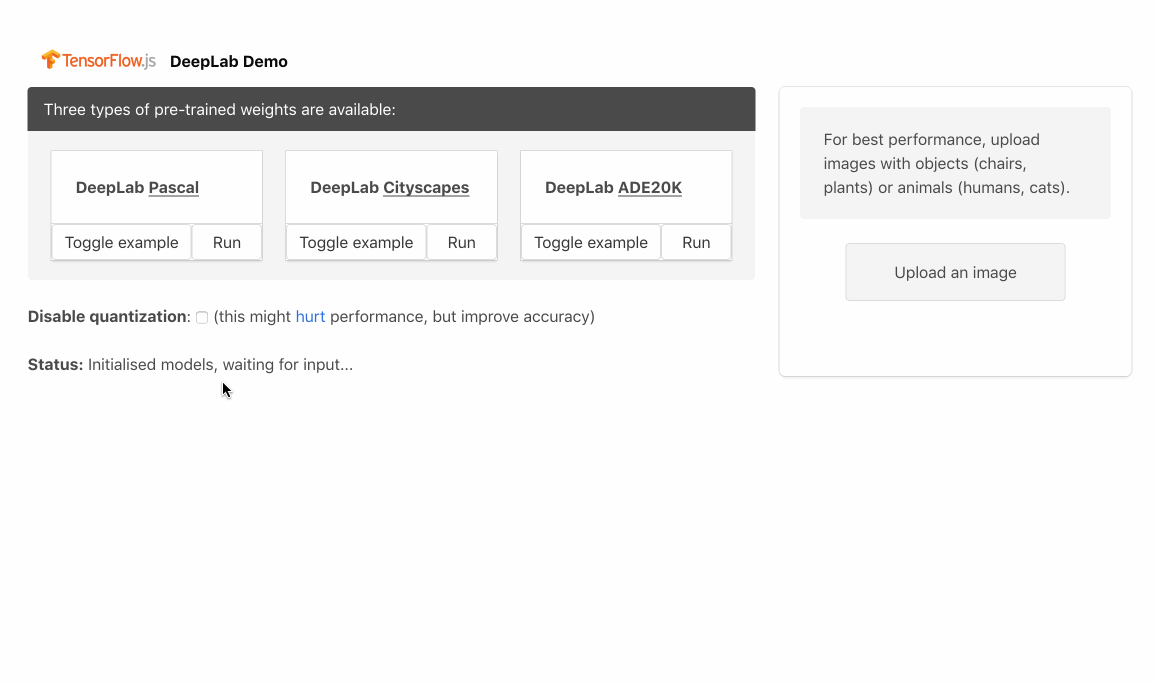 TensorFlow.js DeepLab Demo
Three types of pre-trained weights are available:
DeepLab Pascal
Toggle example Run
DeepLab Cityscapes
Toggle example Run
DeepLab ADE20K
Toggle example Run
Disable quantization: (this might hurt performance, but improve accuracy)
Status: Initialised models, waiting for input...
For best performance, upload
images with objects (chairs,
plants) or animals (humans, cats).
Upload an image